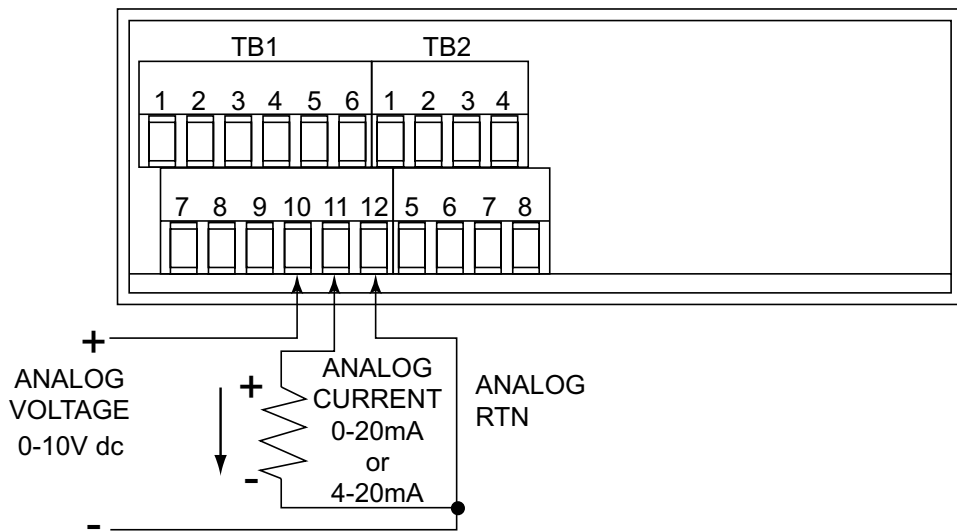 TB1 TB2
1 2 3 4 5 6 1 2 3 4
7 8 9 10 11 12 5 6 7 8
+
ANALOG
VOLTAGE
0-10V dc
-
+
-
ANALOG
CURRENT
0-20mA
or
4-20mA
ANALOG
RTN